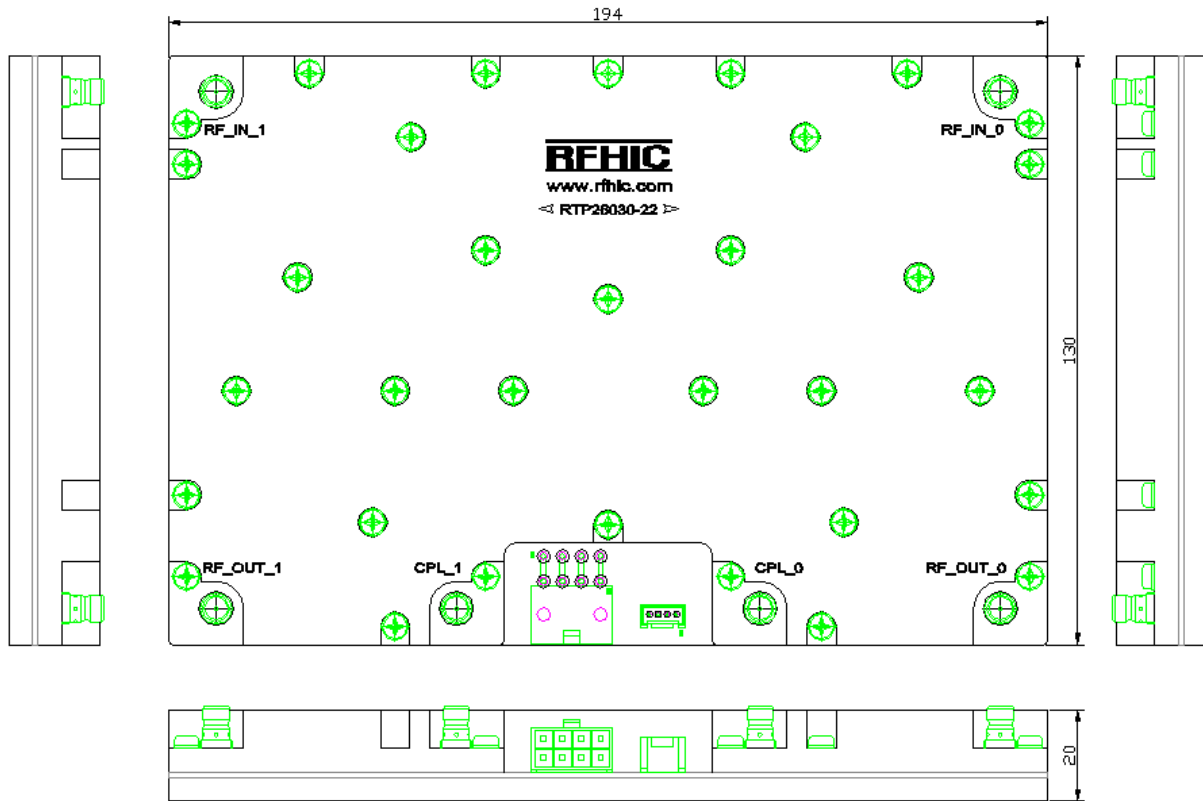 194
RF_IN_1
RF_IN_0
RFHIC
www.rfhic.com
RTP26030-22
130
RF_OUT_1
CPL_1
CPL_0
RF_OUT_0
20